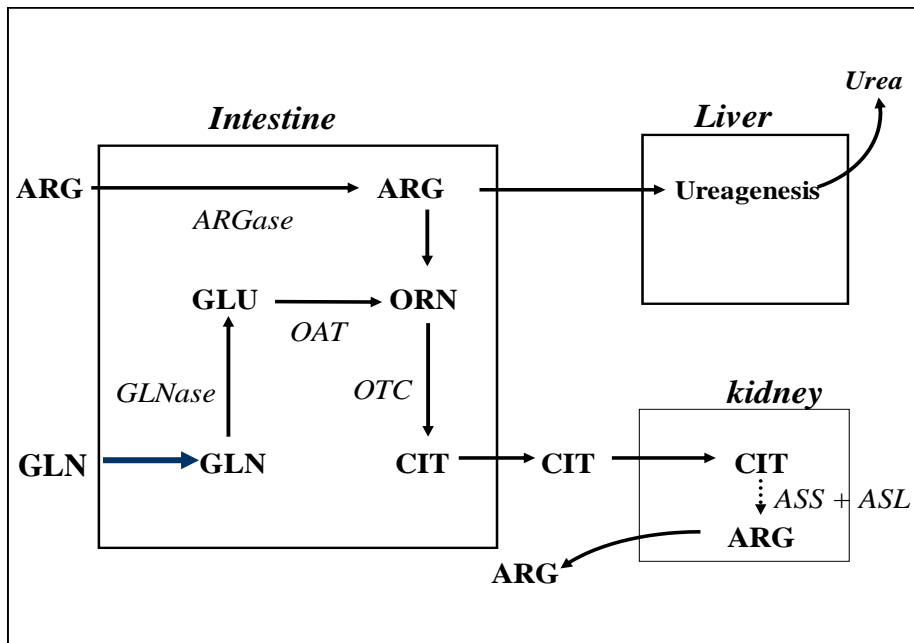 Urea
Intestine
Liver
ARG
ARG
Ureagenesis
ARGase
GLU
ORN
OAT
GLNase
OTC
kidney
GLN
GLN
CIT
CIT
CIT
ASS + ASL
ARG
ARG